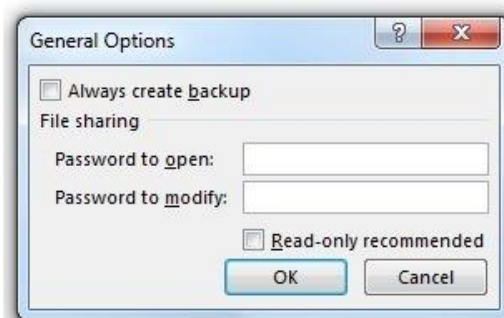 General Options
Always create backup
File sharing
Password to open:
Password to modify:
Read-only recommended
OK Cancel